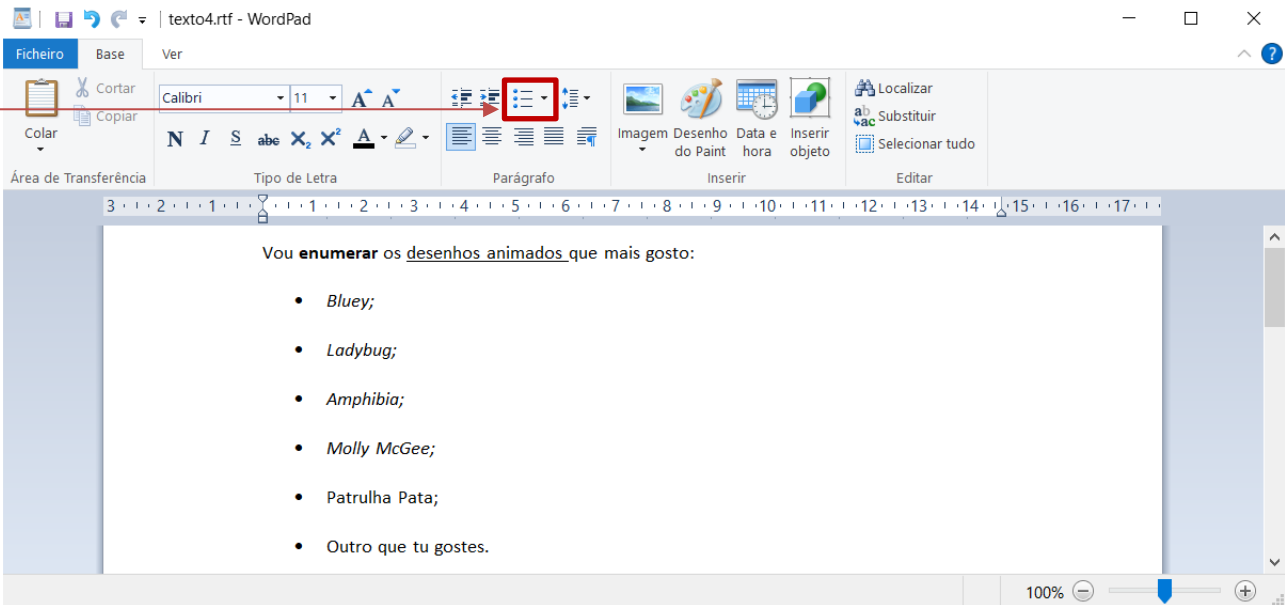 texto4.rtf - WordPad
Ficheiro Base Ver
Colar
Cortar
Copiar
Área de Transferência
Calibri 11 A A
N I S abc X₂ X² A
Tipo de Letra
Parágrafo
Imagem
Desenho do Paint
Data e hora
Inserir objeto
Inserir
Localizar
Substituir
Selecionar tudo
Editar
3 2 1 1 2 3 4 5 6 7 8 9 10 11 12 13 14 15 16 17
Vou enumerar os desenhos animados que mais gosto:
• Bluey;
• Ladybug;
• Amphibia;
• Molly McGee;
• Patrulha Pata;
• Outro que tu gostes.
100%